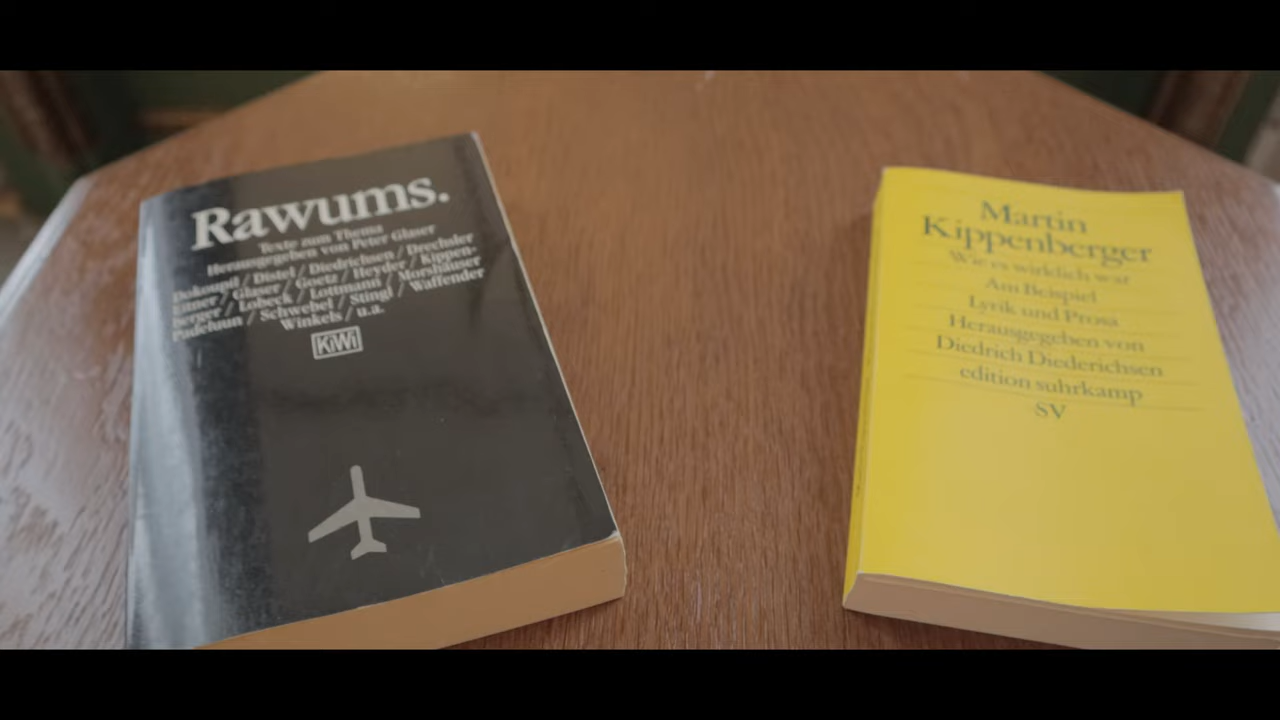 Rawums.
Texte zum Thema
Herausgegeben von Peter Glaser
Dokoupil / Distel / Diedrichsen / Drechsler
Eitner / Glaser / Goetz / Heyder / Kippen-
berger / Lobeck / Lottmann / Morshäuser
Padeluun / Schwebel / Stingl / Waffender
Winkels / u.a.
KiWi
Martin
Kippenberger
Wie es wirklich war
Am Beispiel
Lyrik und Prosa
Herausgegeben von
Diedrich Diederichsen
edition suhrkamp
SV